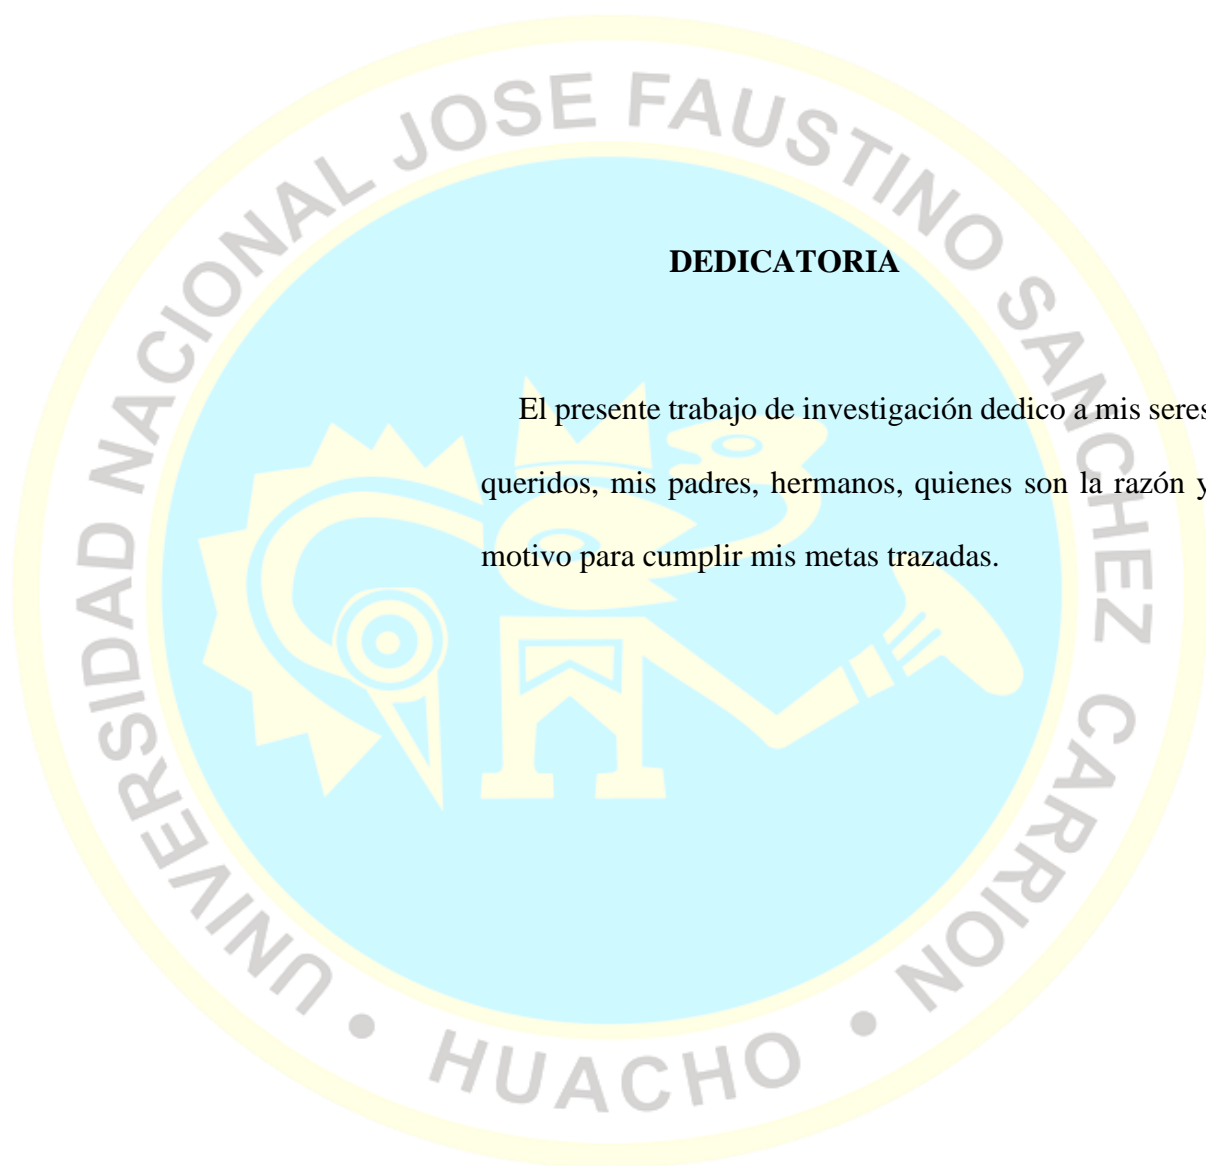 UNIVERSIDAD NACIONAL JOSE FAUSTINO SANCHEZ CARRION
• HUACHO •
DEDICATORIA
El presente trabajo de investigación dedico a mis seres
queridos, mis padres, hermanos, quienes son la razón y
motivo para cumplir mis metas trazadas.